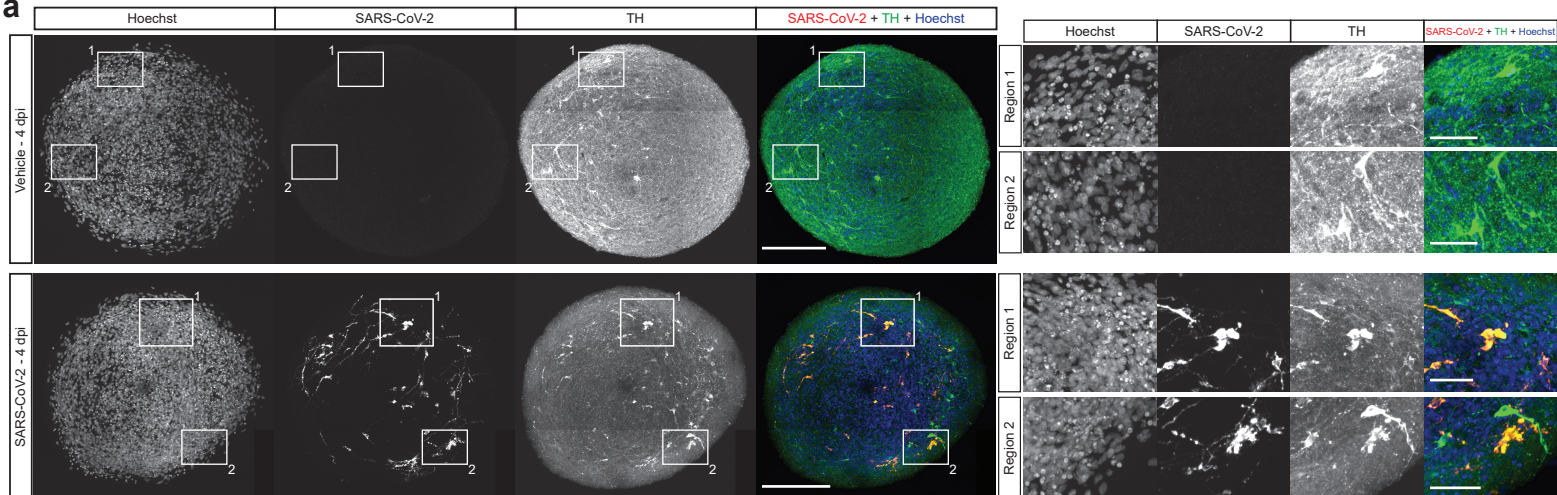 a
Hoechst
SARS-CoV-2
TH
SARS-CoV-2 + TH + Hoechst
Hoechst
SARS-CoV-2
TH
SARS-CoV-2 + TH + Hoechst
Vehicle - 4 dpi
1
2
1
2
1
2
1
2
Region 1
Region 2
SARS-CoV-2 - 4 dpi
1
2
1
2
1
2
1
2
Region 1
Region 2